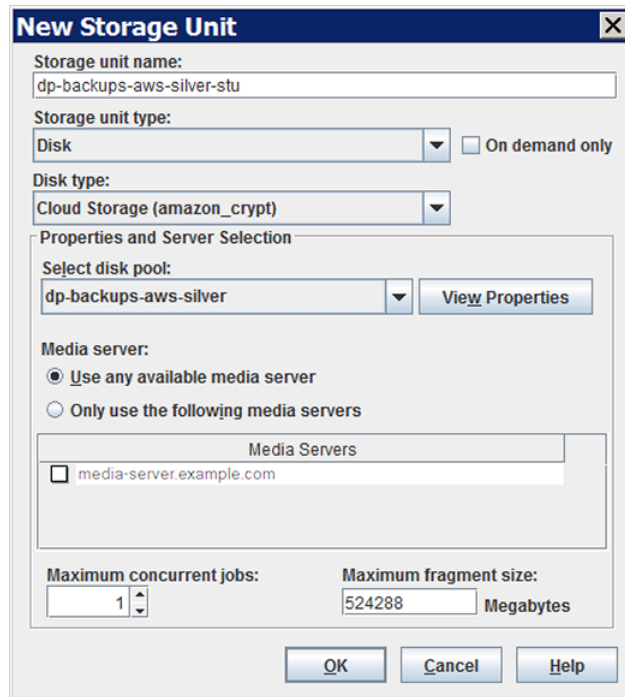 New Storage Unit
Storage unit name:
dp-backups-aws-silver-stu
Storage unit type:
Disk
On demand only
Disk type:
Cloud Storage (amazon_crypt)
Properties and Server Selection
Select disk pool:
dp-backups-aws-silver
View Properties
Media server:
Use any available media server
Only use the following media servers
Media Servers
media-server.example.com
Maximum concurrent jobs:
Maximum fragment size:
1
524288
Megabytes
OK
Cancel
Help